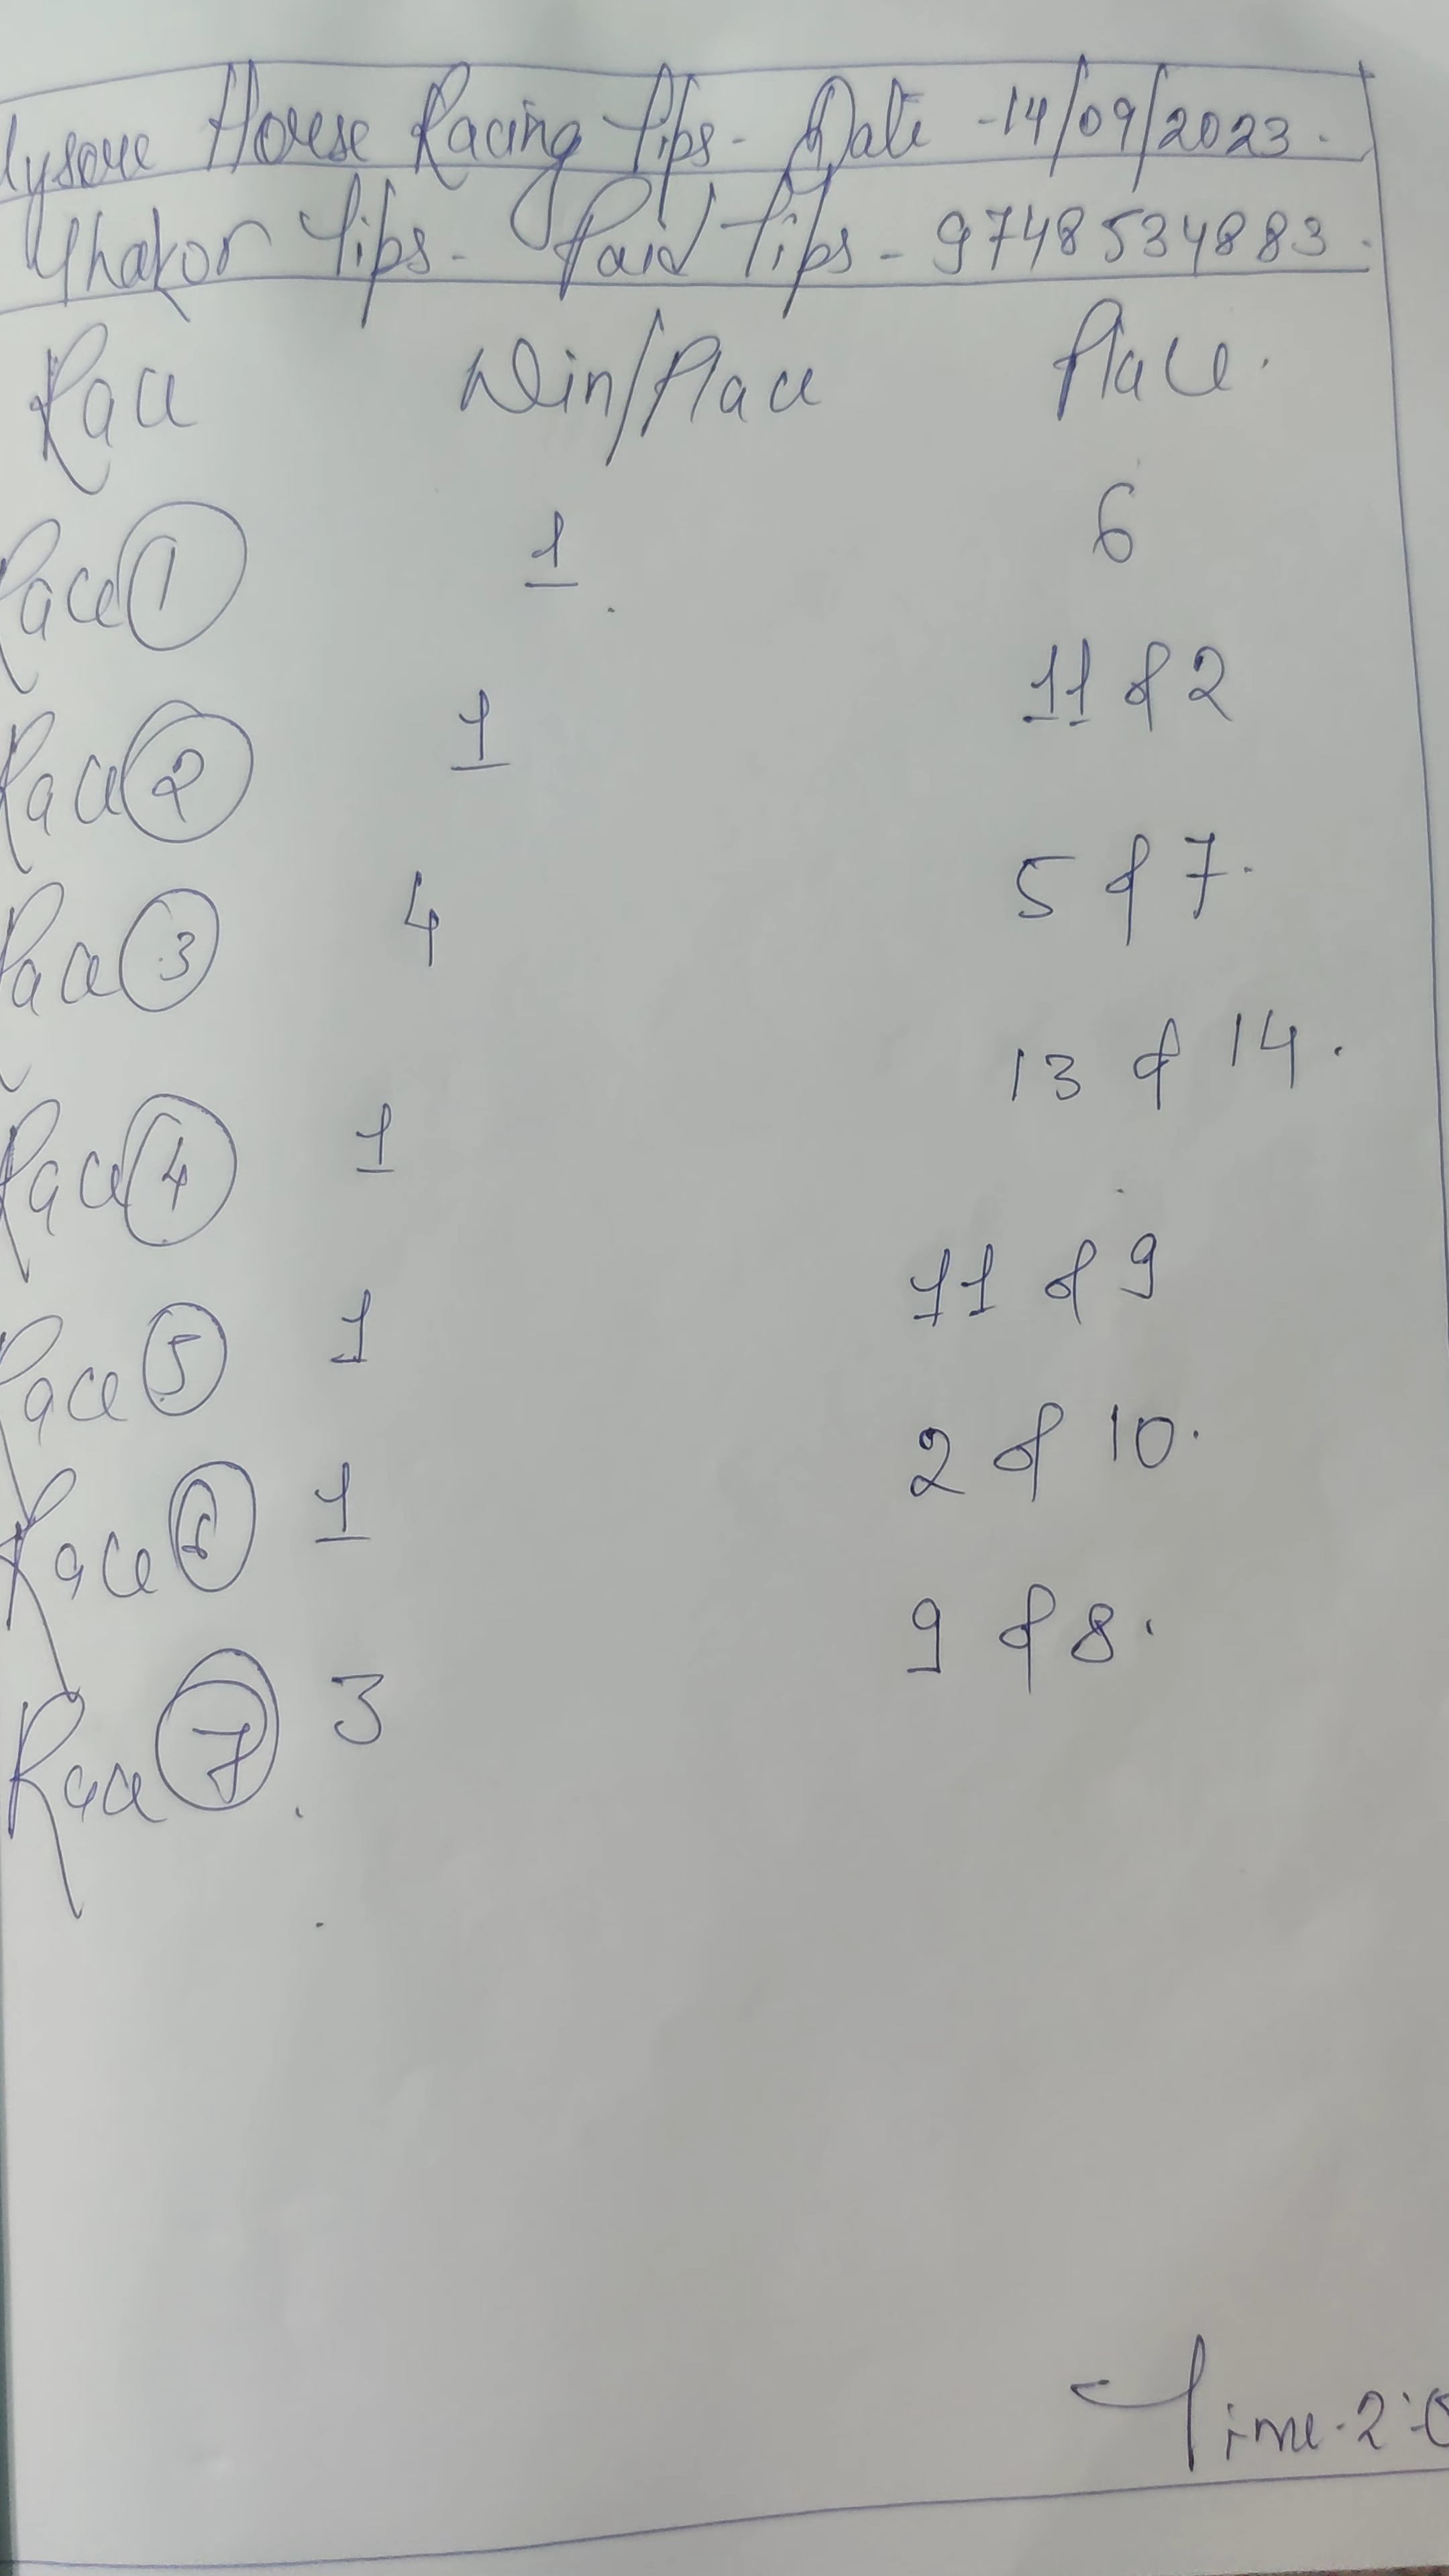 Mysore Horse Racing Tips - Date - 14/09/2023.
Thakor Tips - Paid Tips - 9748534883.
Race Win/Place Place.
Race 1 1 6
Race 2 1 11 & 2
Race 3 4 5 & 7.
Race 4 1 13 & 14.
Race 5 1 11 & 9
Race 6 1 2 & 10.
Race 7 3 9 & 8.
Time - 2: